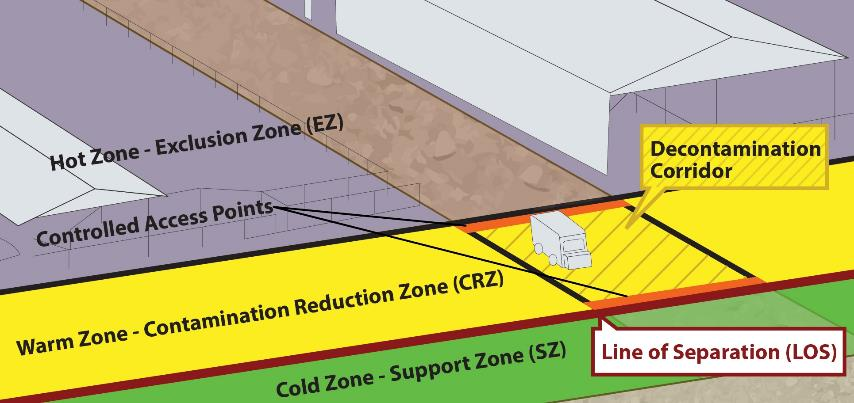 Hot Zone - Exclusion Zone (EZ)
Decontamination
Corridor
Controlled Access Points
Warm Zone - Contamination Reduction Zone (CRZ)
Line of Separation (LOS)
Cold Zone - Support Zone (SZ)